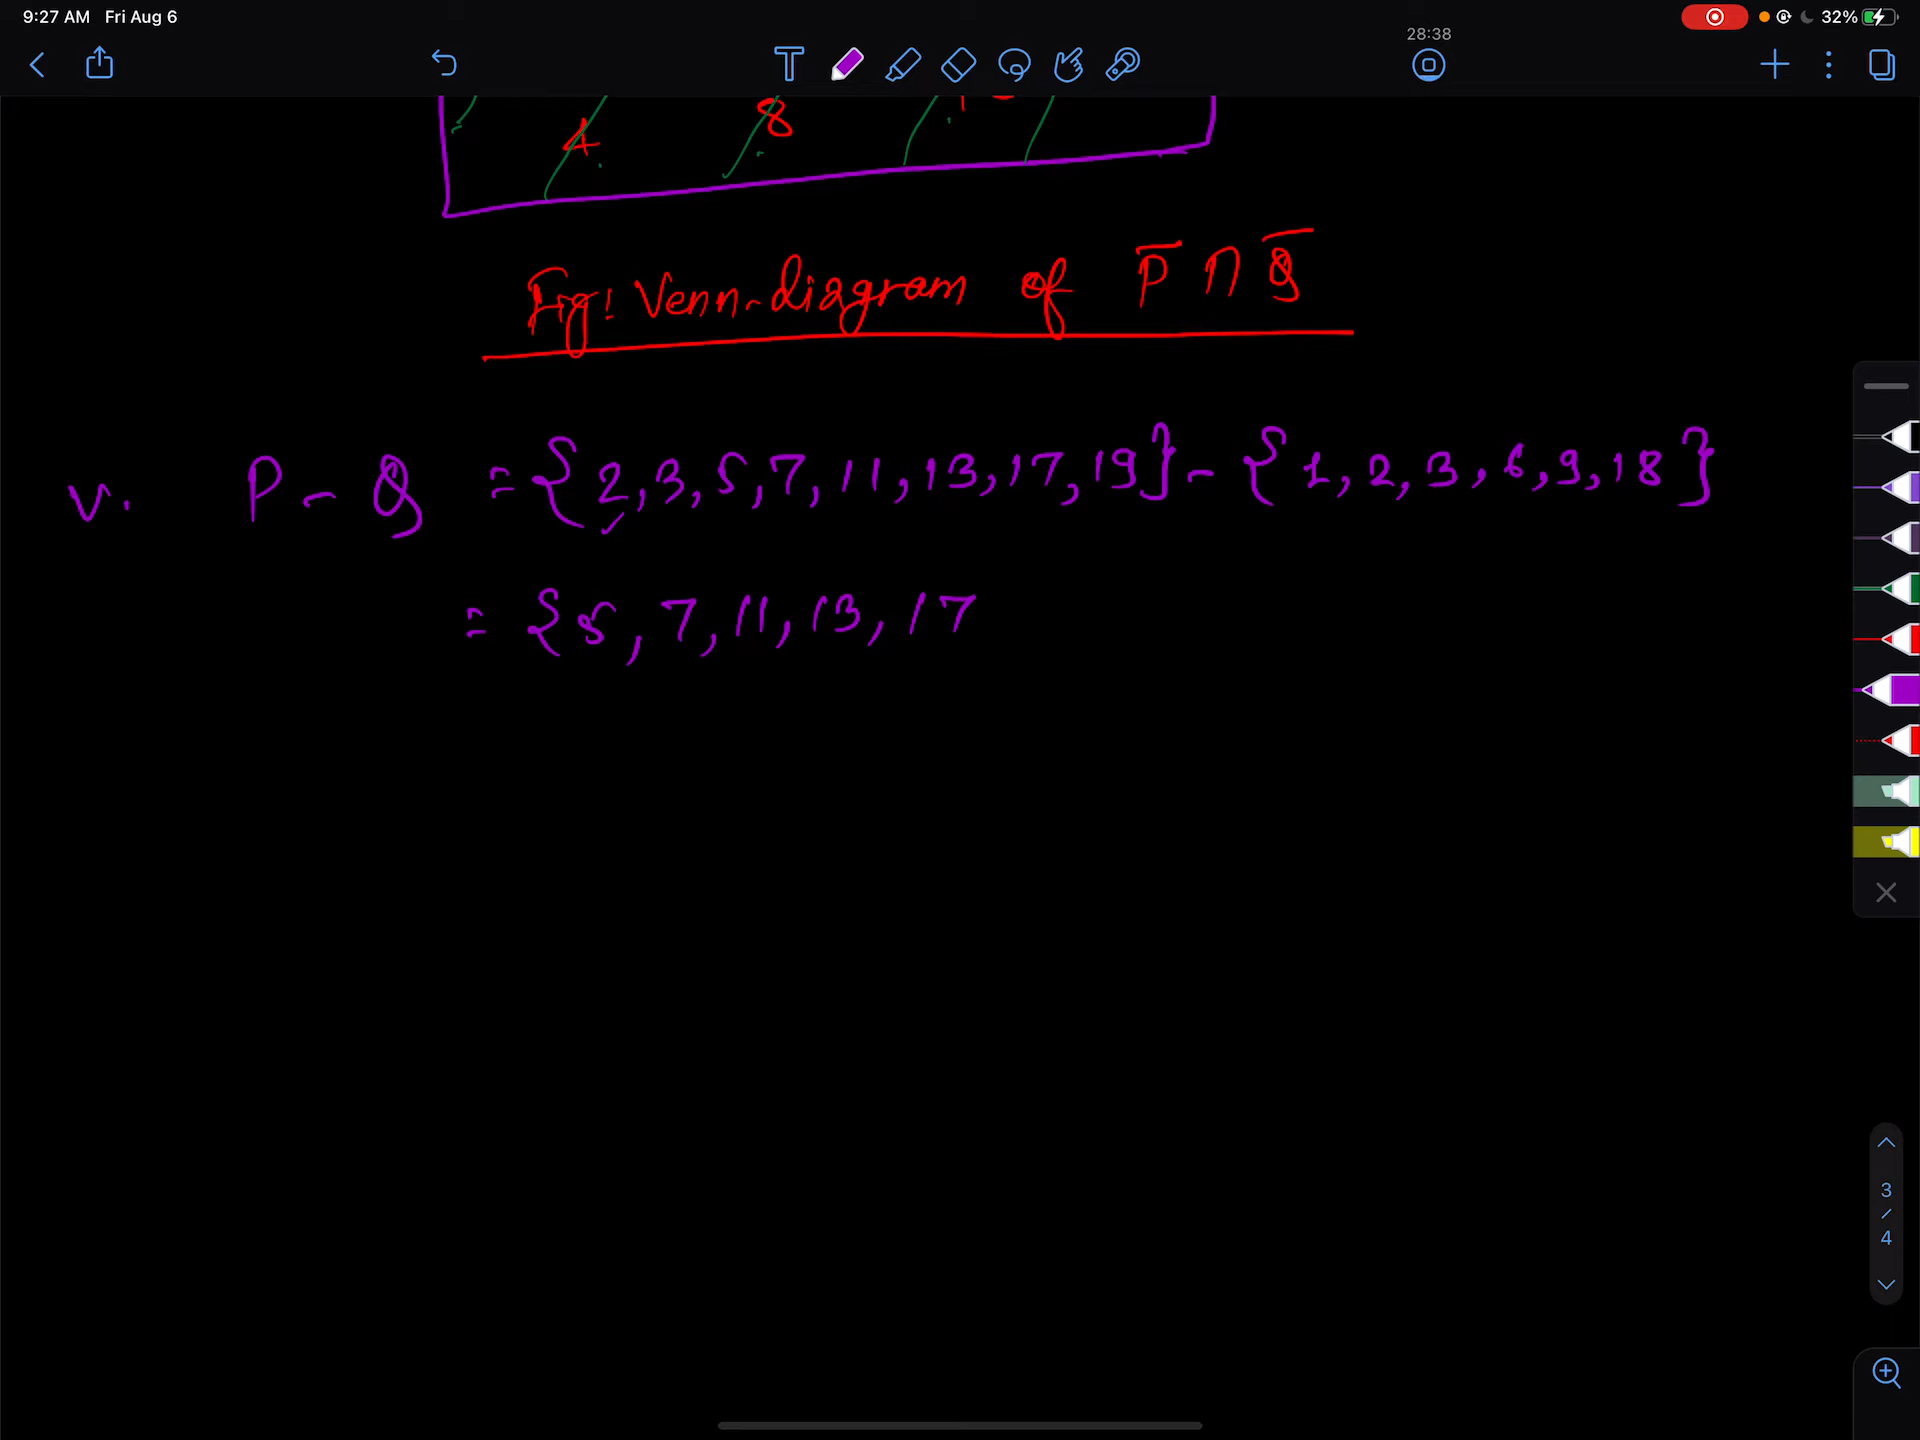 9:27 AM Fri Aug 6
32%
28:38
4 8
Fig: Venn-diagram of P̅ ∩ Q̅
v. P - Q = {2, 3, 5, 7, 11, 13, 17, 19} - {1, 2, 3, 6, 9, 18}
= {5, 7, 11, 13, 17
3
/
4